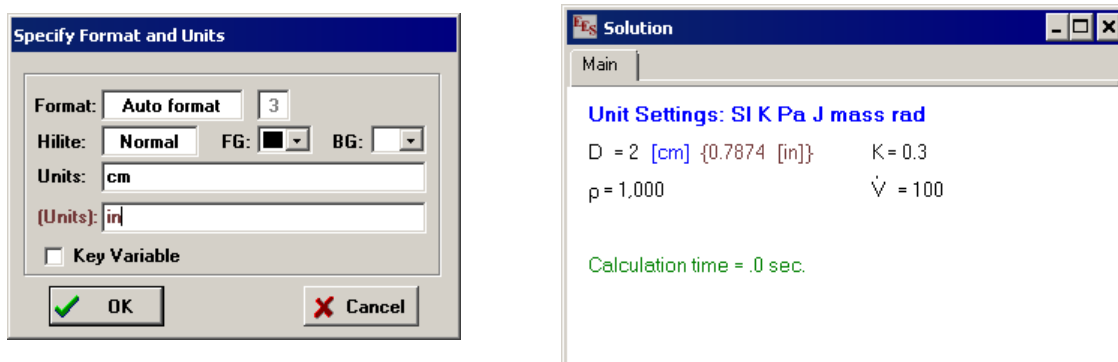 Specify Format and Units
Format: Auto format 3
Hilite: Normal FG: BG:
Units: cm
(Units): in
Key Variable
OK Cancel
EES Solution
Main
Unit Settings: SI K Pa J mass rad
D = 2 [cm] {0.7874 [in]} K = 0.3
ρ = 1,000 V̇ = 100
Calculation time = .0 sec.